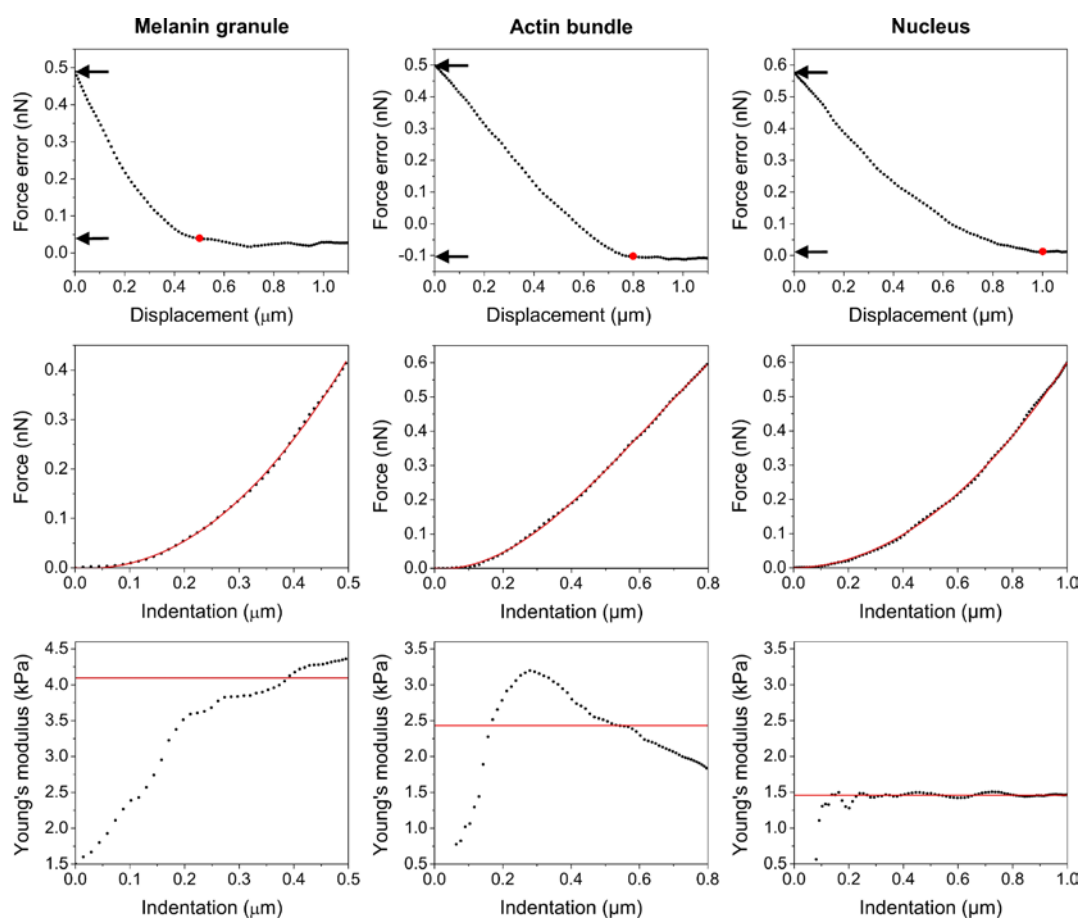 Melanin granule
Actin bundle
Nucleus
Force error (nN)
0.5
0.4
0.3
0.2
0.1
0.0
0.0 0.2 0.4 0.6 0.8 1.0
Displacement (μm)
Force error (nN)
0.5
0.4
0.3
0.2
0.1
0.0
-0.1
0.0 0.2 0.4 0.6 0.8 1.0
Displacement (µm)
Force error (nN)
0.6
0.5
0.4
0.3
0.2
0.1
0.0
0.0 0.2 0.4 0.6 0.8 1.0
Displacement (µm)
Force (nN)
0.4
0.3
0.2
0.1
0.0
0.0 0.1 0.2 0.3 0.4 0.5
Indentation (μm)
Force (nN)
0.6
0.5
0.4
0.3
0.2
0.1
0.0
0.0 0.2 0.4 0.6 0.8
Indentation (µm)
Force (nN)
0.6
0.5
0.4
0.3
0.2
0.1
0.0
0.0 0.2 0.4 0.6 0.8 1.0
Indentation (µm)
Young's modulus (kPa)
4.5
4.0
3.5
3.0
2.5
2.0
1.5
0.0 0.1 0.2 0.3 0.4 0.5
Indentation (μm)
Young's modulus (kPa)
3.5
3.0
2.5
2.0
1.5
1.0
0.5
0.0 0.2 0.4 0.6 0.8
Indentation (µm)
Young's modulus (kPa)
3.5
3.0
2.5
2.0
1.5
1.0
0.5
0.0 0.2 0.4 0.6 0.8 1.0
Indentation (µm)